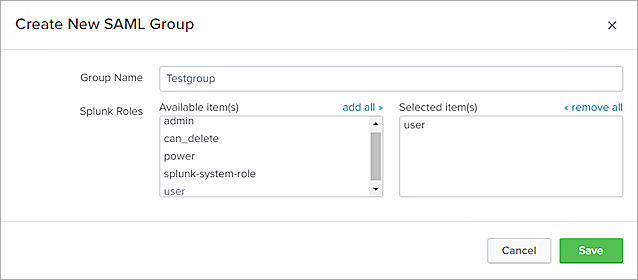 Create New SAML Group ×
Group Name Testgroup
Splunk Roles Available item(s) add all » Selected item(s) « remove all
admin user
can_delete
power
splunk-system-role
user
Cancel Save